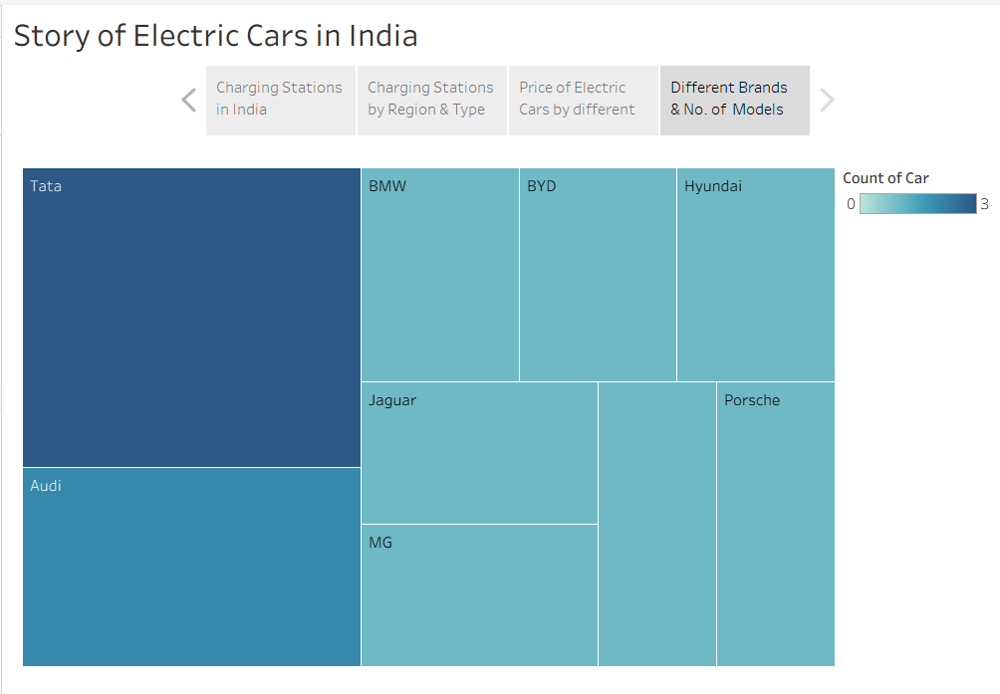 Story of Electric Cars in India
Charging Stations
in India
Charging Stations
by Region & Type
Price of Electric
Cars by different
Different Brands
& No. of Models
Tata
BMW
BYD
Hyundai
Count of Car
0
3
Jaguar
Porsche
Audi
MG